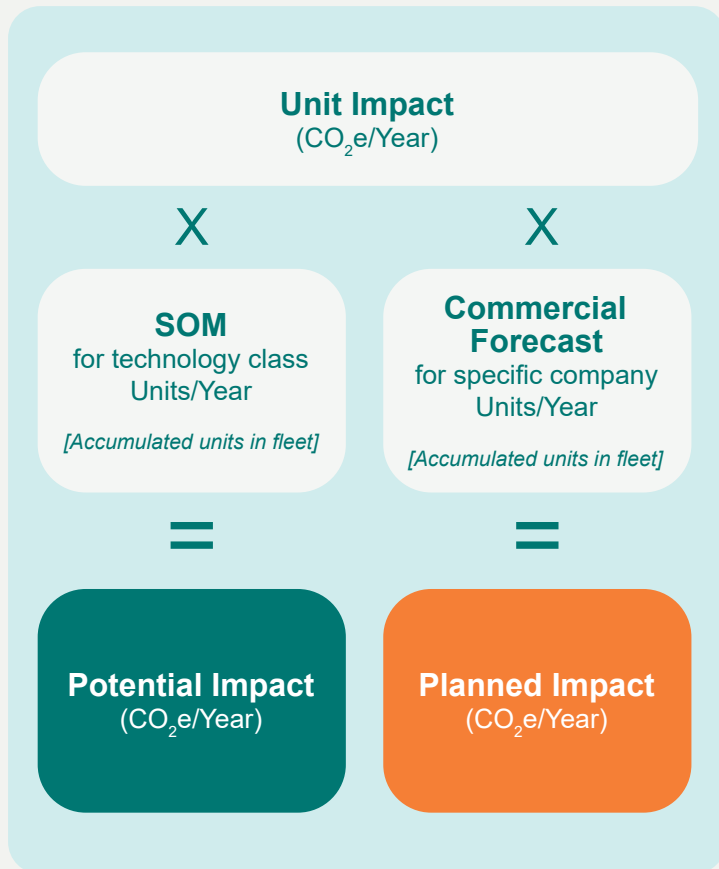 Unit Impact
(CO₂e/Year)
X
X
SOM
for technology class
Units/Year
[Accumulated units in fleet]
Commercial
Forecast
for specific company
Units/Year
[Accumulated units in fleet]
=
=
Potential Impact
(CO₂e/Year)
Planned Impact
(CO₂e/Year)